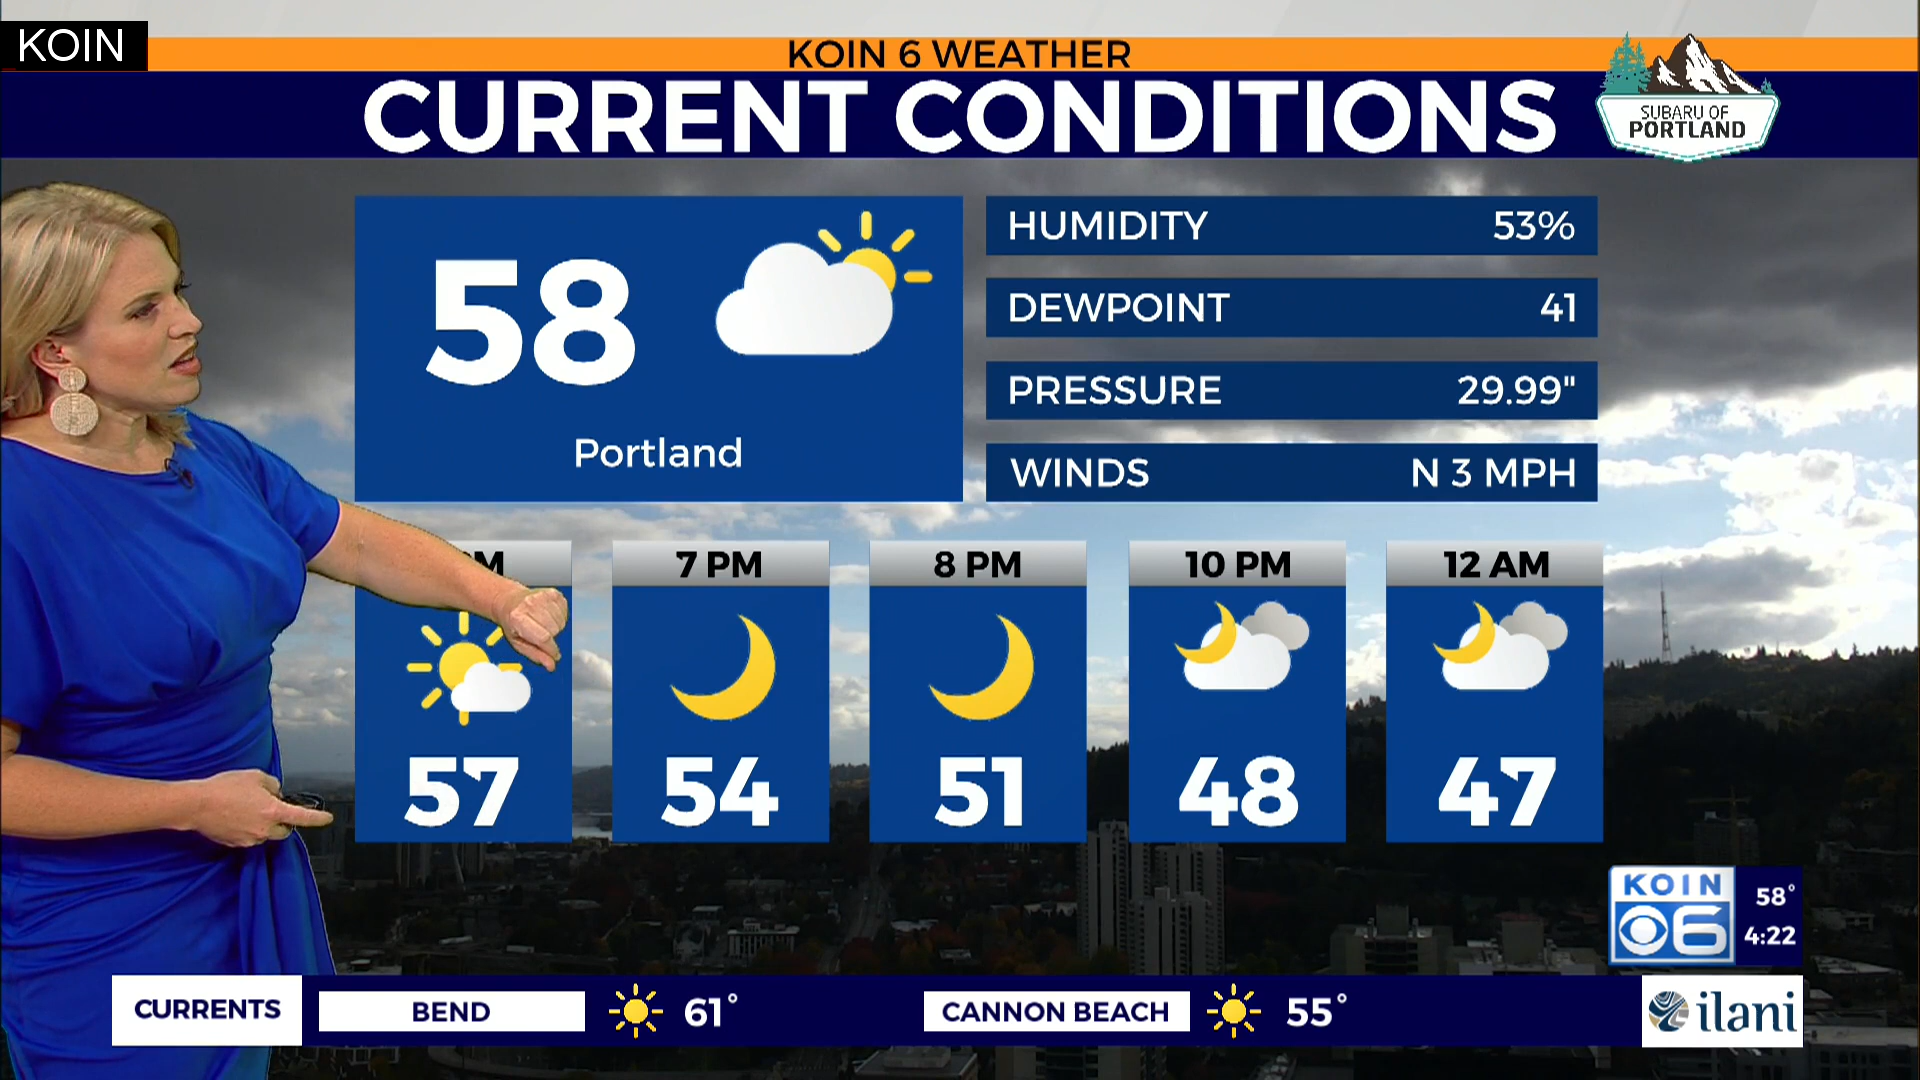 KOIN
KOIN 6 WEATHER
CURRENT CONDITIONS
SUBARU OF
PORTLAND
58
Portland
HUMIDITY 53%
DEWPOINT 41
PRESSURE 29.99"
WINDS N 3 MPH
7 PM 8 PM 10 PM 12 AM
57 54 51 48 47
KOIN
6
58°
4:22
CURRENTS BEND 61° CANNON BEACH 55° ilani